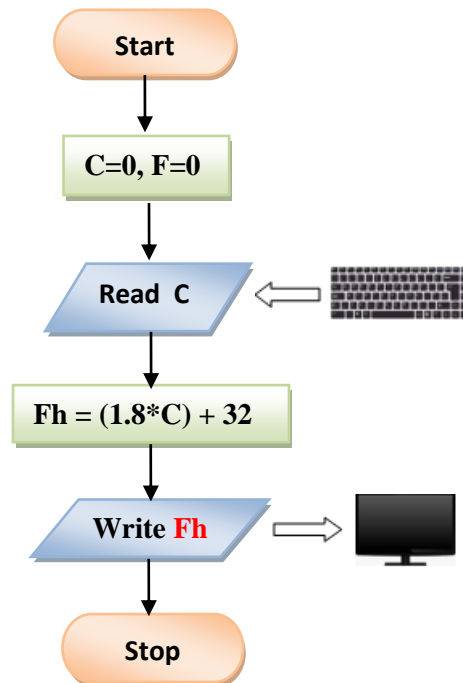 Start
C=0, F=0
Read C
Fh = (1.8*C) + 32
Write Fh
Stop